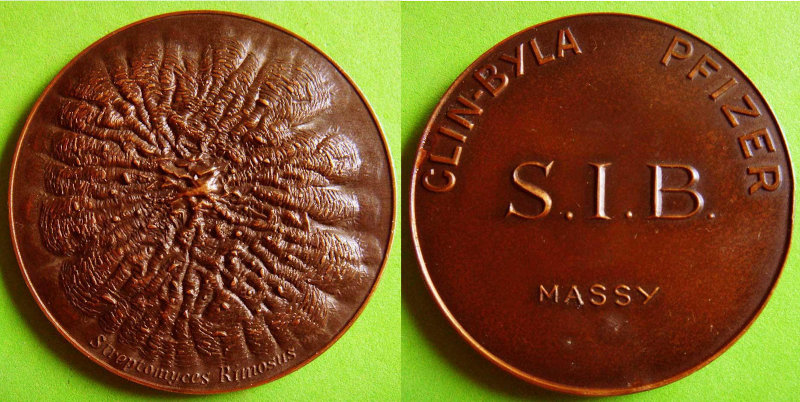 Streptomyces Rimosus
CLIN-BYLA PFIZER
S.I.B.
MASSY